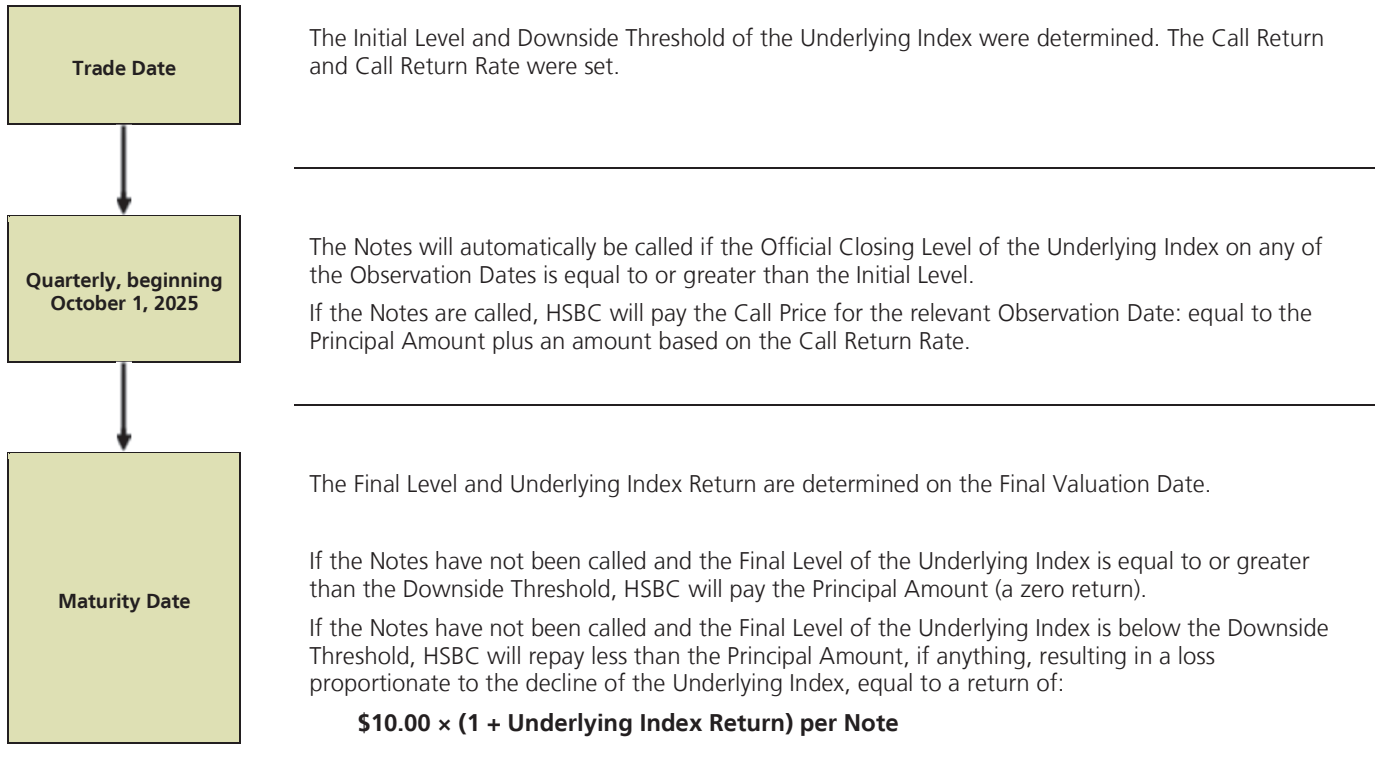 Trade Date
The Initial Level and Downside Threshold of the Underlying Index were determined. The Call Return
and Call Return Rate were set.
Quarterly, beginning
October 1, 2025
The Notes will automatically be called if the Official Closing Level of the Underlying Index on any of
the Observation Dates is equal to or greater than the Initial Level.
If the Notes are called, HSBC will pay the Call Price for the relevant Observation Date: equal to the
Principal Amount plus an amount based on the Call Return Rate.
Maturity Date
The Final Level and Underlying Index Return are determined on the Final Valuation Date.
If the Notes have not been called and the Final Level of the Underlying Index is equal to or greater
than the Downside Threshold, HSBC will pay the Principal Amount (a zero return).
If the Notes have not been called and the Final Level of the Underlying Index is below the Downside
Threshold, HSBC will repay less than the Principal Amount, if anything, resulting in a loss
proportionate to the decline of the Underlying Index, equal to a return of:
$10.00 × (1 + Underlying Index Return) per Note